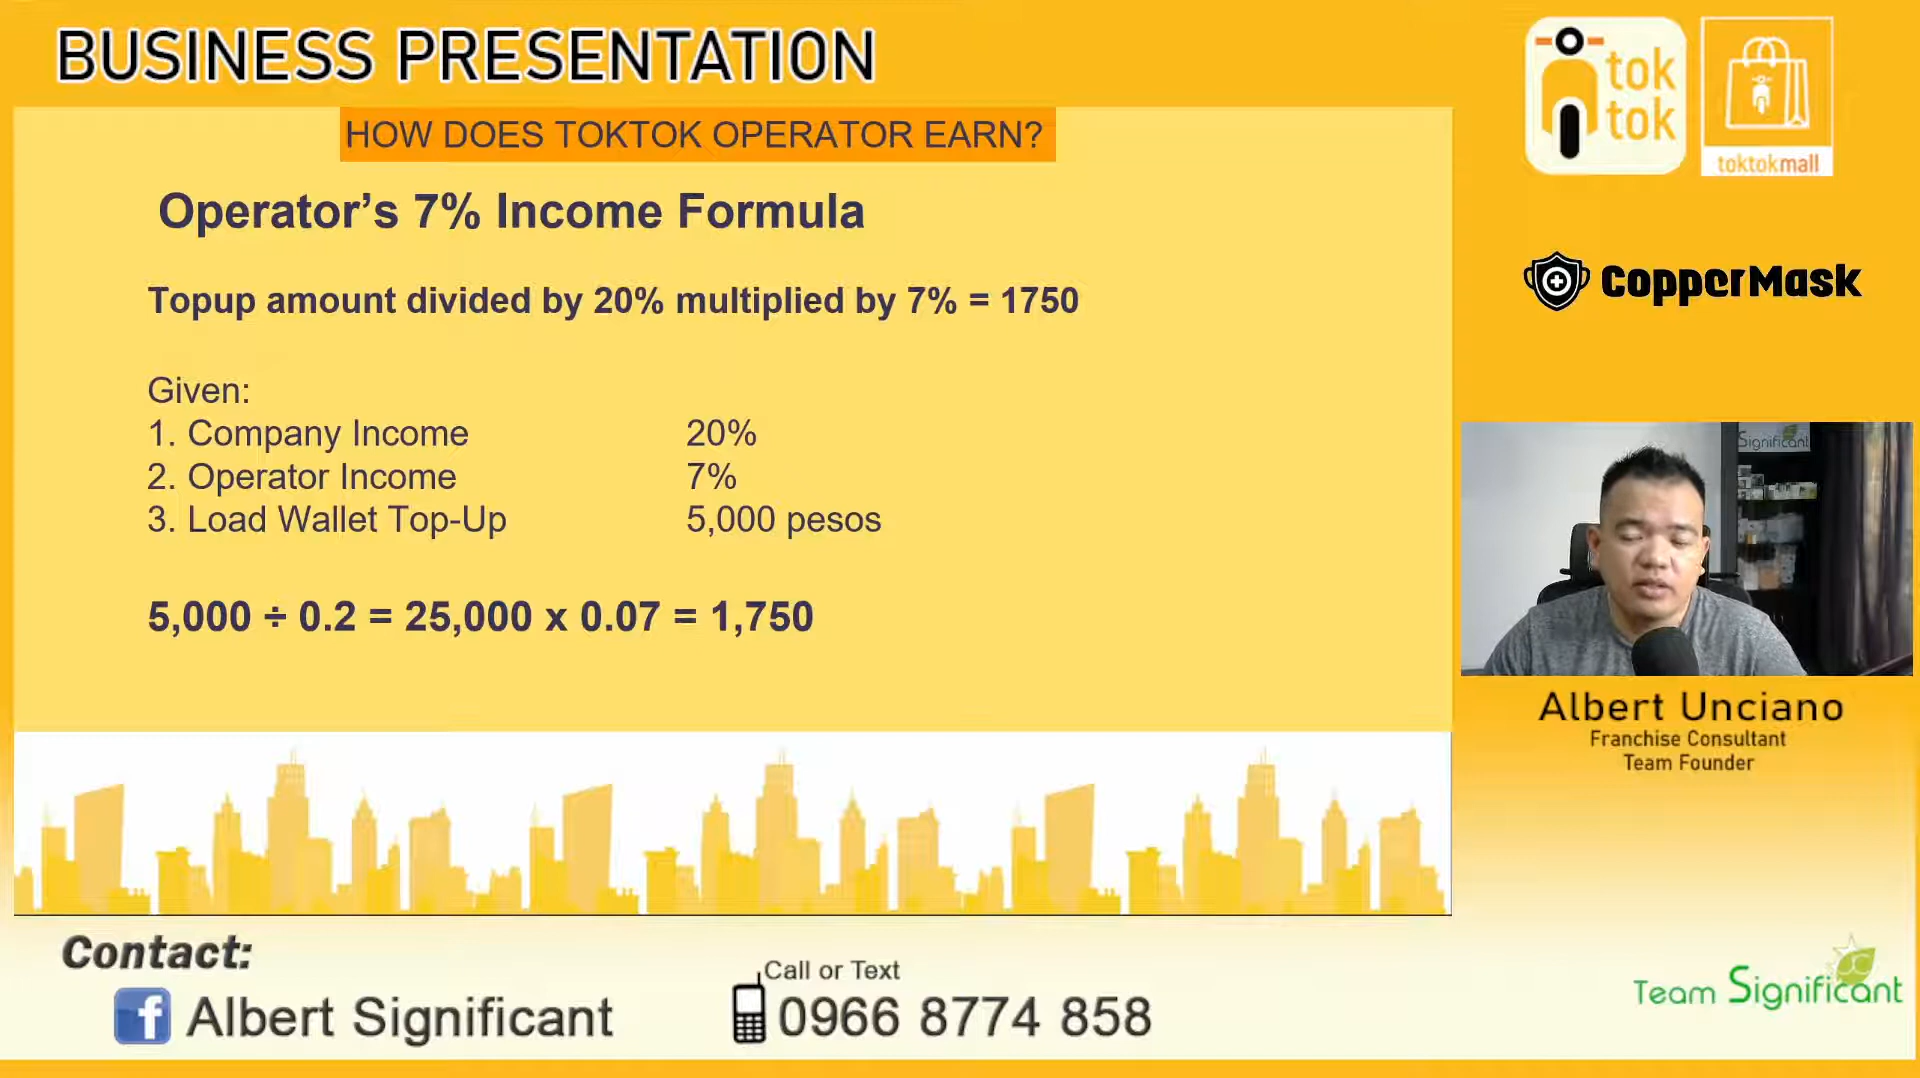 BUSINESS PRESENTATION
HOW DOES TOKTOK OPERATOR EARN?
Operator’s 7% Income Formula
Topup amount divided by 20% multiplied by 7% = 1750
Given:
1. Company Income 20%
2. Operator Income 7%
3. Load Wallet Top-Up 5,000 pesos
5,000 ÷ 0.2 = 25,000 x 0.07 = 1,750
tok
tok
toktokmall
CopperMask
Significant
Albert Unciano
Franchise Consultant
Team Founder
Contact:
Albert Significant
Call or Text
0966 8774 858
JC
Team Significant